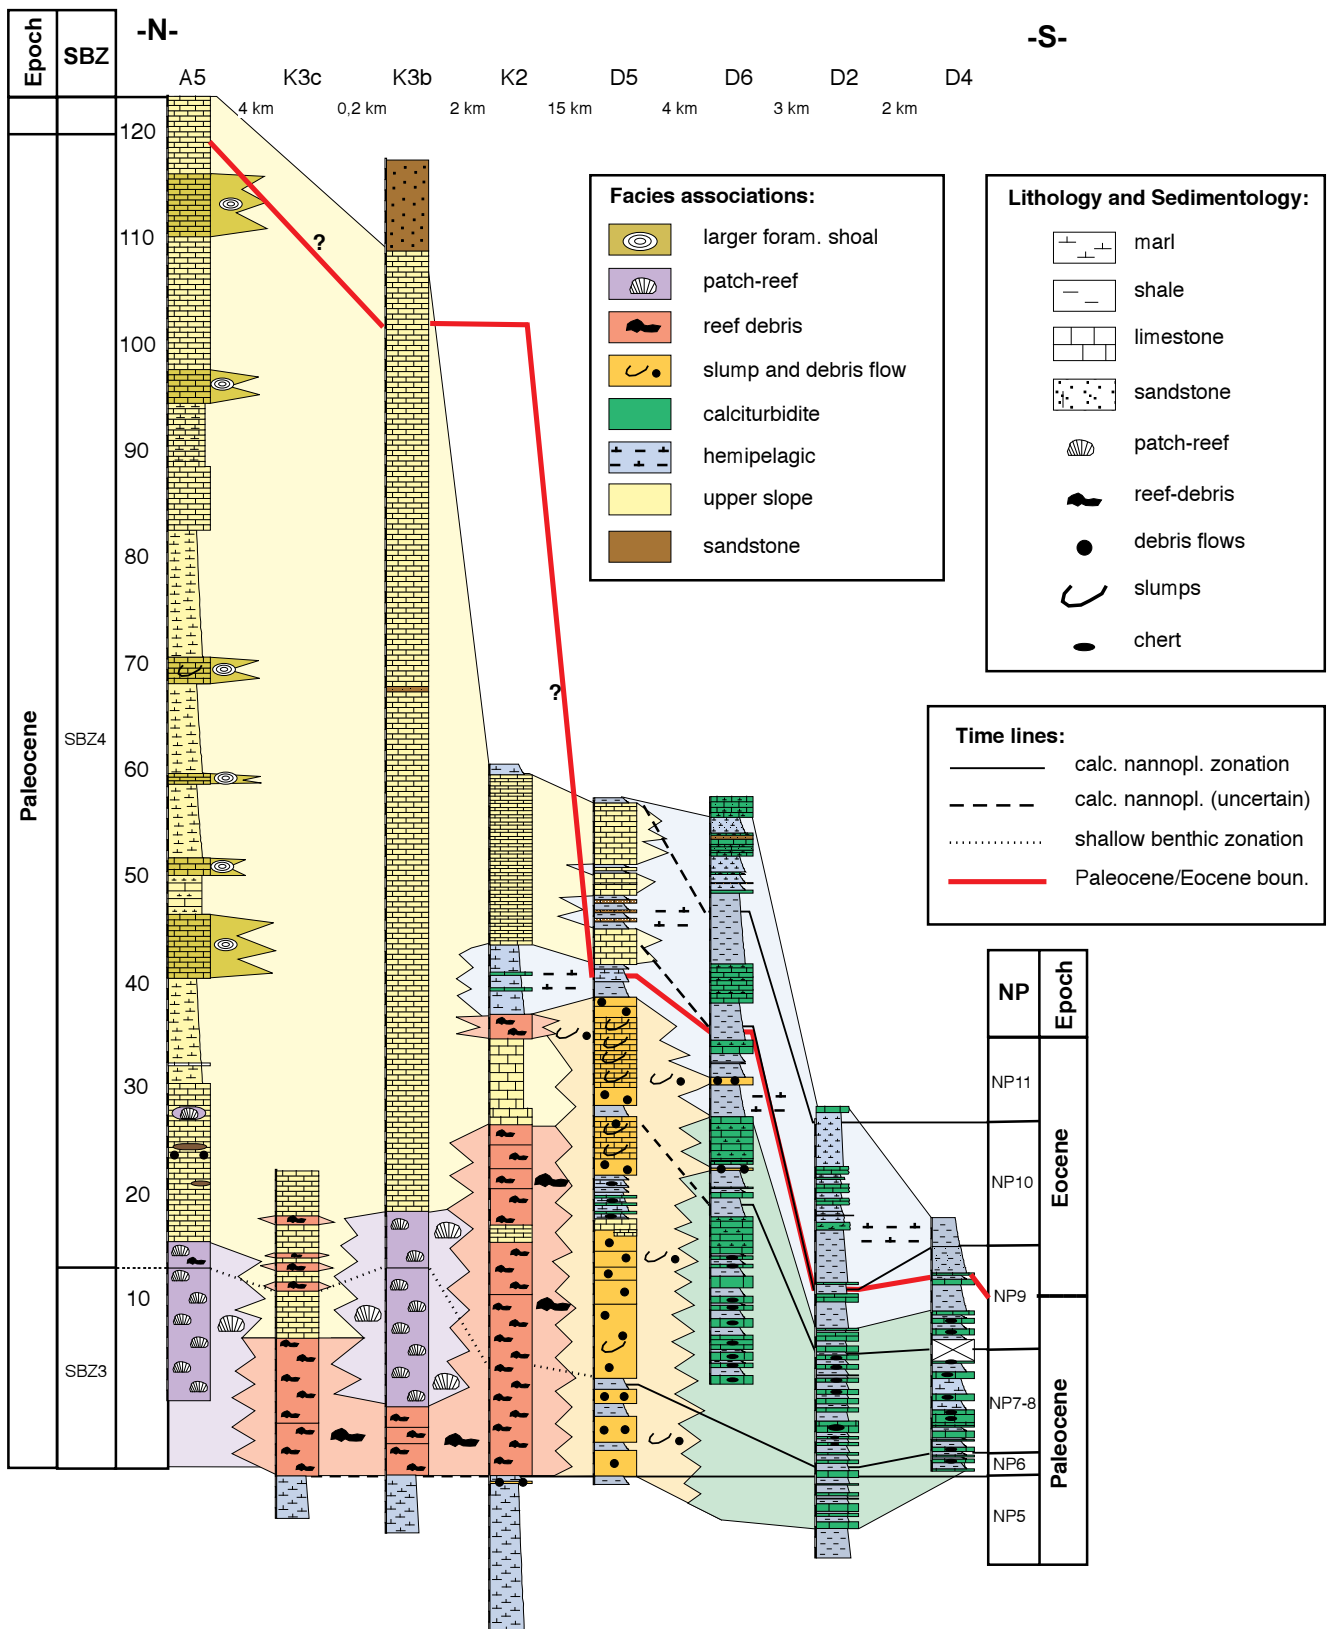 Epoch
SBZ
-N-
-S-
A5
K3c
K3b
K2
D5
D6
D2
D4
4 km
0,2 km
2 km
15 km
4 km
3 km
2 km
120
110
100
90
80
70
60
50
40
30
20
10
Paleocene
SBZ4
SBZ3
?
?
Facies associations:
larger foram. shoal
patch-reef
reef debris
slump and debris flow
calciturbidite
hemipelagic
upper slope
sandstone
Lithology and Sedimentology:
marl
shale
limestone
sandstone
patch-reef
reef-debris
debris flows
slumps
chert
Time lines:
calc. nannopl. zonation
calc. nannopl. (uncertain)
shallow benthic zonation
Paleocene/Eocene boun.
NP
Epoch
NP11
NP10
NP9
NP7-8
NP6
NP5
Eocene
Paleocene